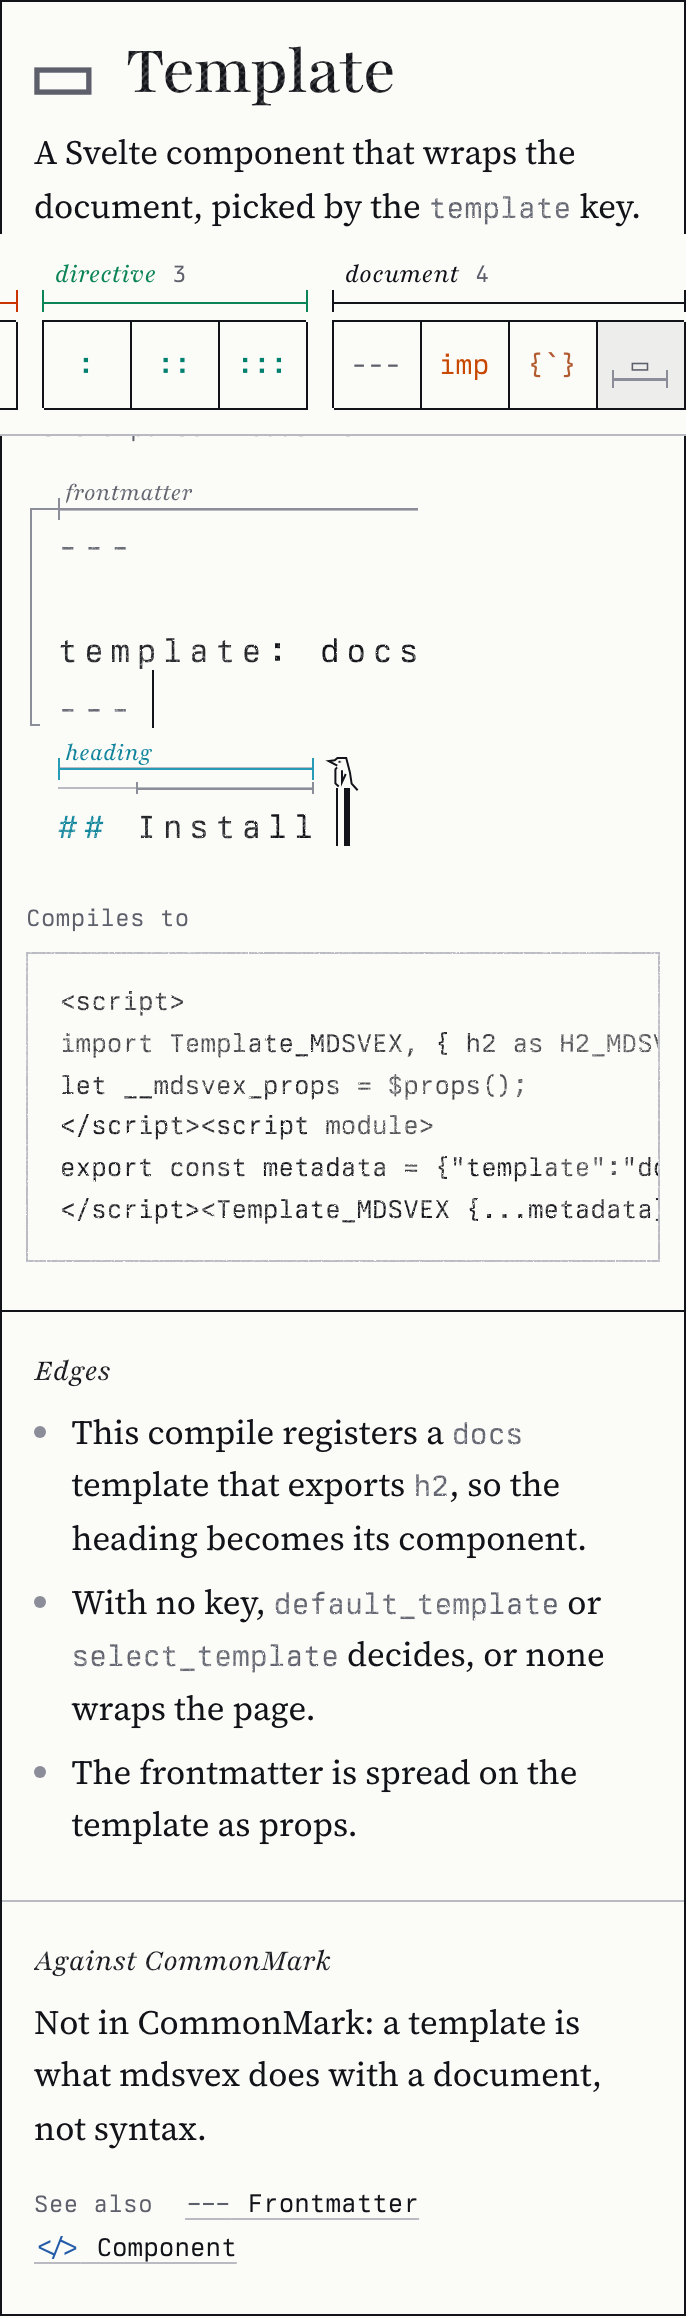 Template
A Svelte component that wraps the
document, picked by the template key.
directive 3
document 4
: :: ::: --- imp {`} ▭
frontmatter
---
template: docs
---
heading
## Install
Compiles to
<script>
import Template_MDSVEX, { h2 as H2_MDSV
let __mdsvex_props = $props();
</script><script module>
export const metadata = {"template":"do
</script><Template_MDSVEX {...metadata}
Edges
This compile registers a docs
template that exports h2, so the
heading becomes its component.
With no key, default_template or
select_template decides, or none
wraps the page.
The frontmatter is spread on the
template as props.
Against CommonMark
Not in CommonMark: a template is
what mdsvex does with a document,
not syntax.
See also --- Frontmatter
</> Component